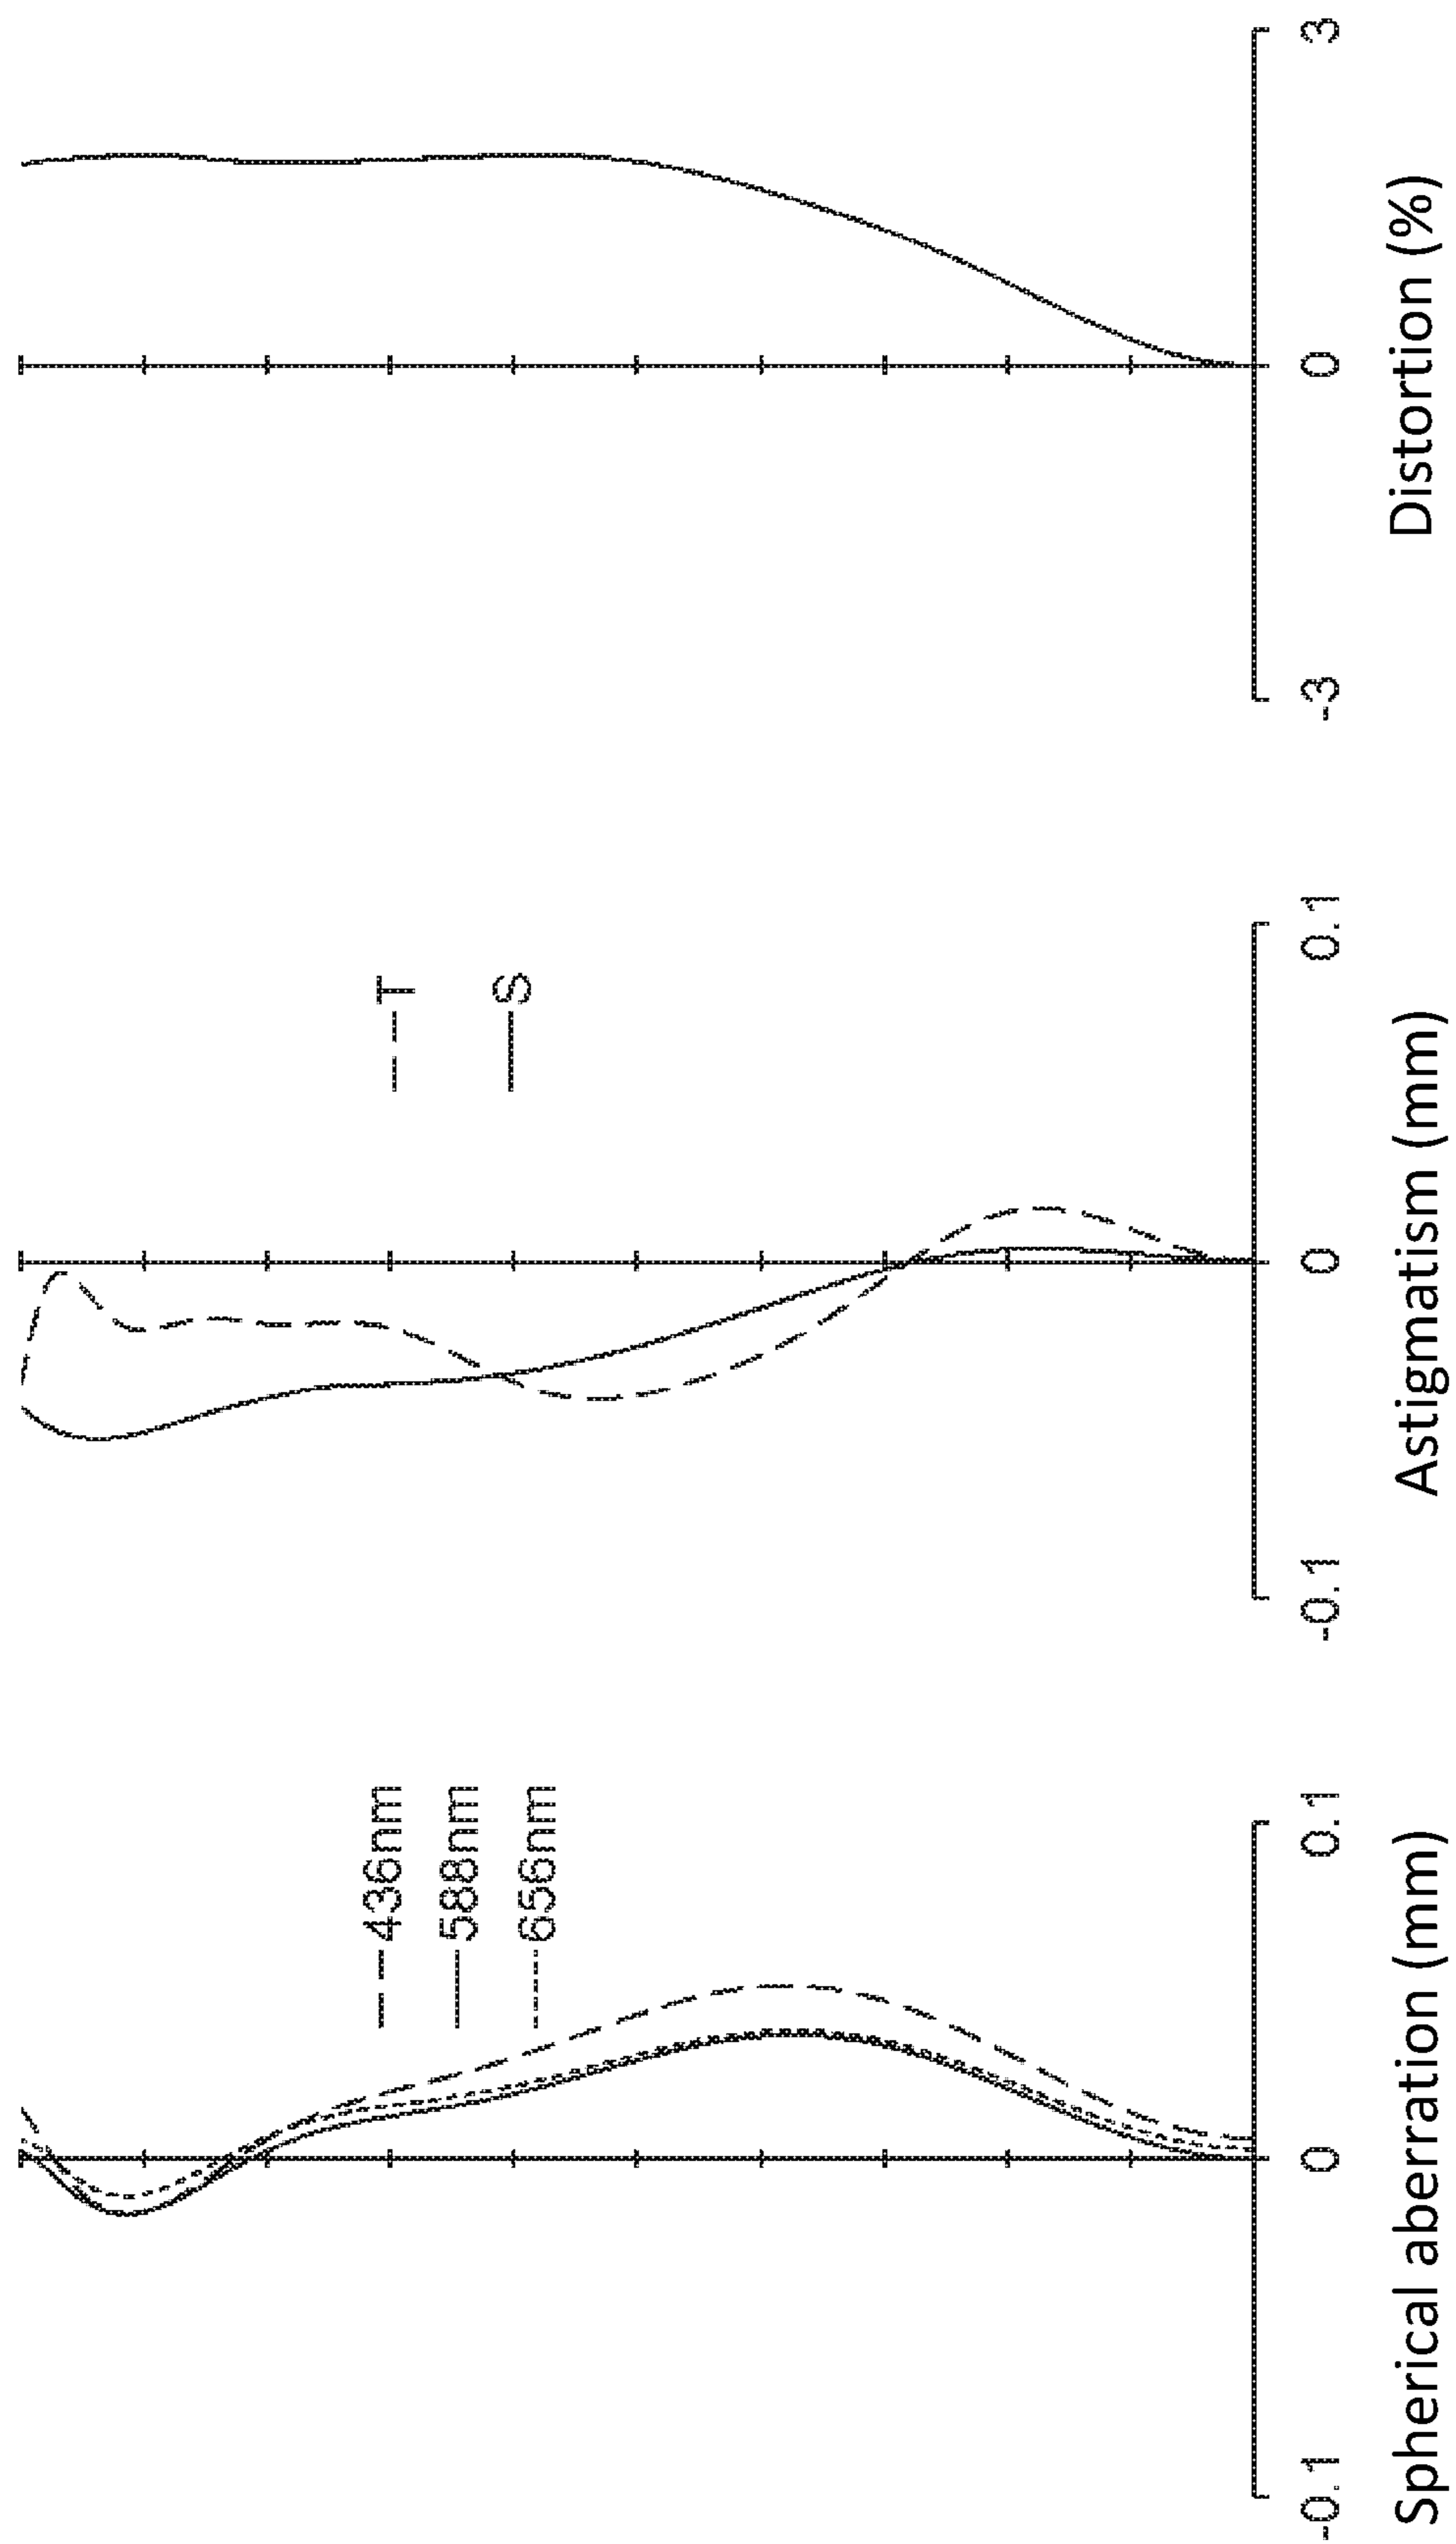 436nm
588nm
656nm
-0.1
0
0.1
Spherical aberration (mm)
T
S
-0.1
0
0.1
Astigmatism (mm)
-3
0
3
Distortion (%)